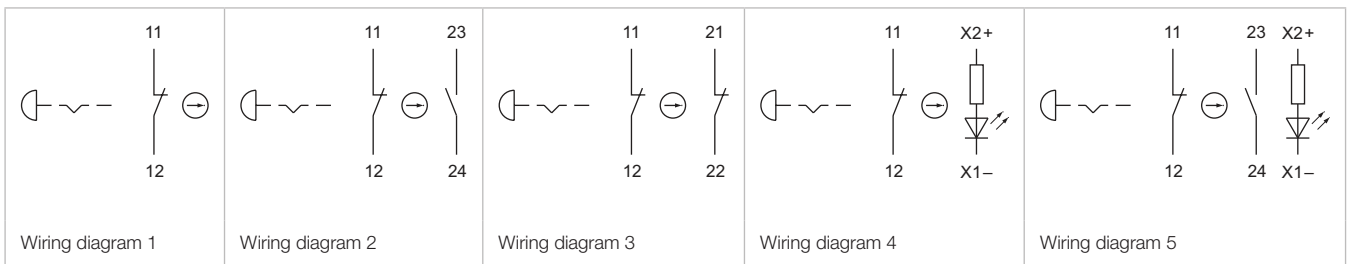 11 11 23 11 21 11 X2+ 11 23 X2+
12 12 24 12 22 12 X1– 12 24 X1–
Wiring diagram 1 Wiring diagram 2 Wiring diagram 3 Wiring diagram 4 Wiring diagram 5